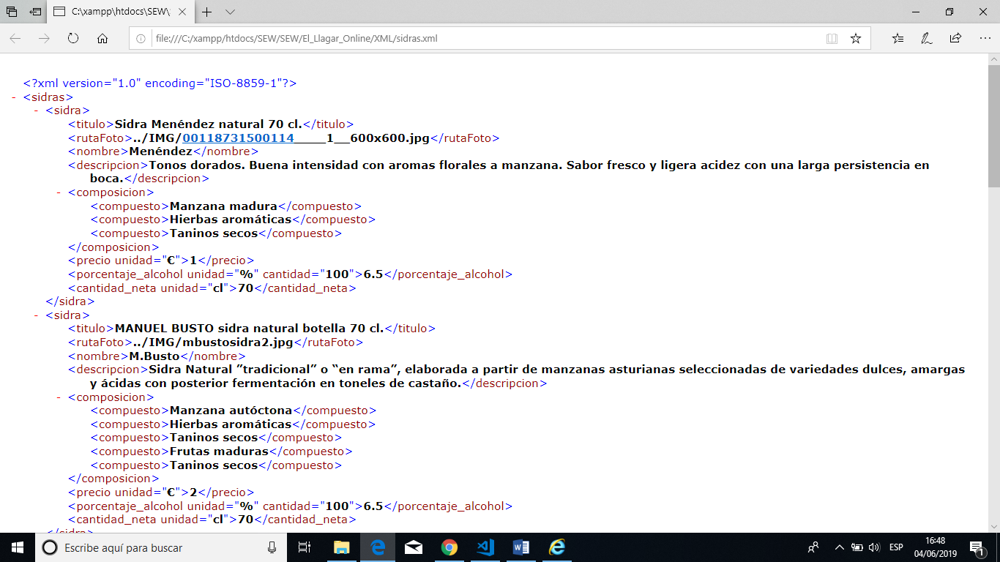 C:\xampp\htdocs\SEW\
file:///C:/xampp/htdocs/SEW/SEW/El_Llagar_Online/XML/sidras.xml
<?xml version="1.0" encoding="ISO-8859-1"?>
- <sidras>
- <sidra>
<titulo>Sidra Menéndez natural 70 cl.</titulo>
<rutaFoto>../IMG/00118731500114____1__600x600.jpg</rutaFoto>
<nombre>Menéndez</nombre>
<descripcion>Tonos dorados. Buena intensidad con aromas florales a manzana. Sabor fresco y ligera acidez con una larga persistencia en
boca.</descripcion>
- <composicion>
<compuesto>Manzana madura</compuesto>
<compuesto>Hierbas aromáticas</compuesto>
<compuesto>Taninos secos</compuesto>
</composicion>
<precio unidad="€">1</precio>
<porcentaje_alcohol unidad="%" cantidad="100">6.5</porcentaje_alcohol>
<cantidad_neta unidad="cl">70</cantidad_neta>
</sidra>
- <sidra>
<titulo>MANUEL BUSTO sidra natural botella 70 cl.</titulo>
<rutaFoto>../IMG/mbustosidra2.jpg</rutaFoto>
<nombre>M.Busto</nombre>
<descripcion>Sidra Natural ”tradicional” o “en rama”, elaborada a partir de manzanas asturianas seleccionadas de variedades dulces, amargas
y ácidas con posterior fermentación en toneles de castaño.</descripcion>
- <composicion>
<compuesto>Manzana autóctona</compuesto>
<compuesto>Hierbas aromáticas</compuesto>
<compuesto>Taninos secos</compuesto>
<compuesto>Frutas maduras</compuesto>
<compuesto>Taninos secos</compuesto>
</composicion>
<precio unidad="€">2</precio>
<porcentaje_alcohol unidad="%" cantidad="100">6.5</porcentaje_alcohol>
<cantidad_neta unidad="cl">70</cantidad_neta>
</sidra>
Escribe aquí para buscar
ESP
16:48
04/06/2019
1